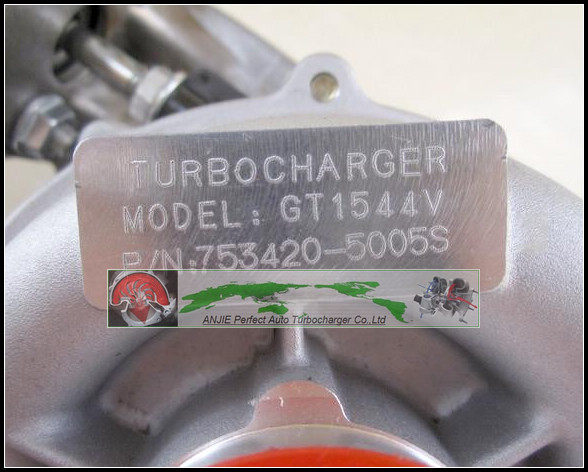 TURBOCHARGER
MODEL: GT1544V
P/N:753420-5005S
ANJIE Perfect Auto Turbocharger Co.,Ltd